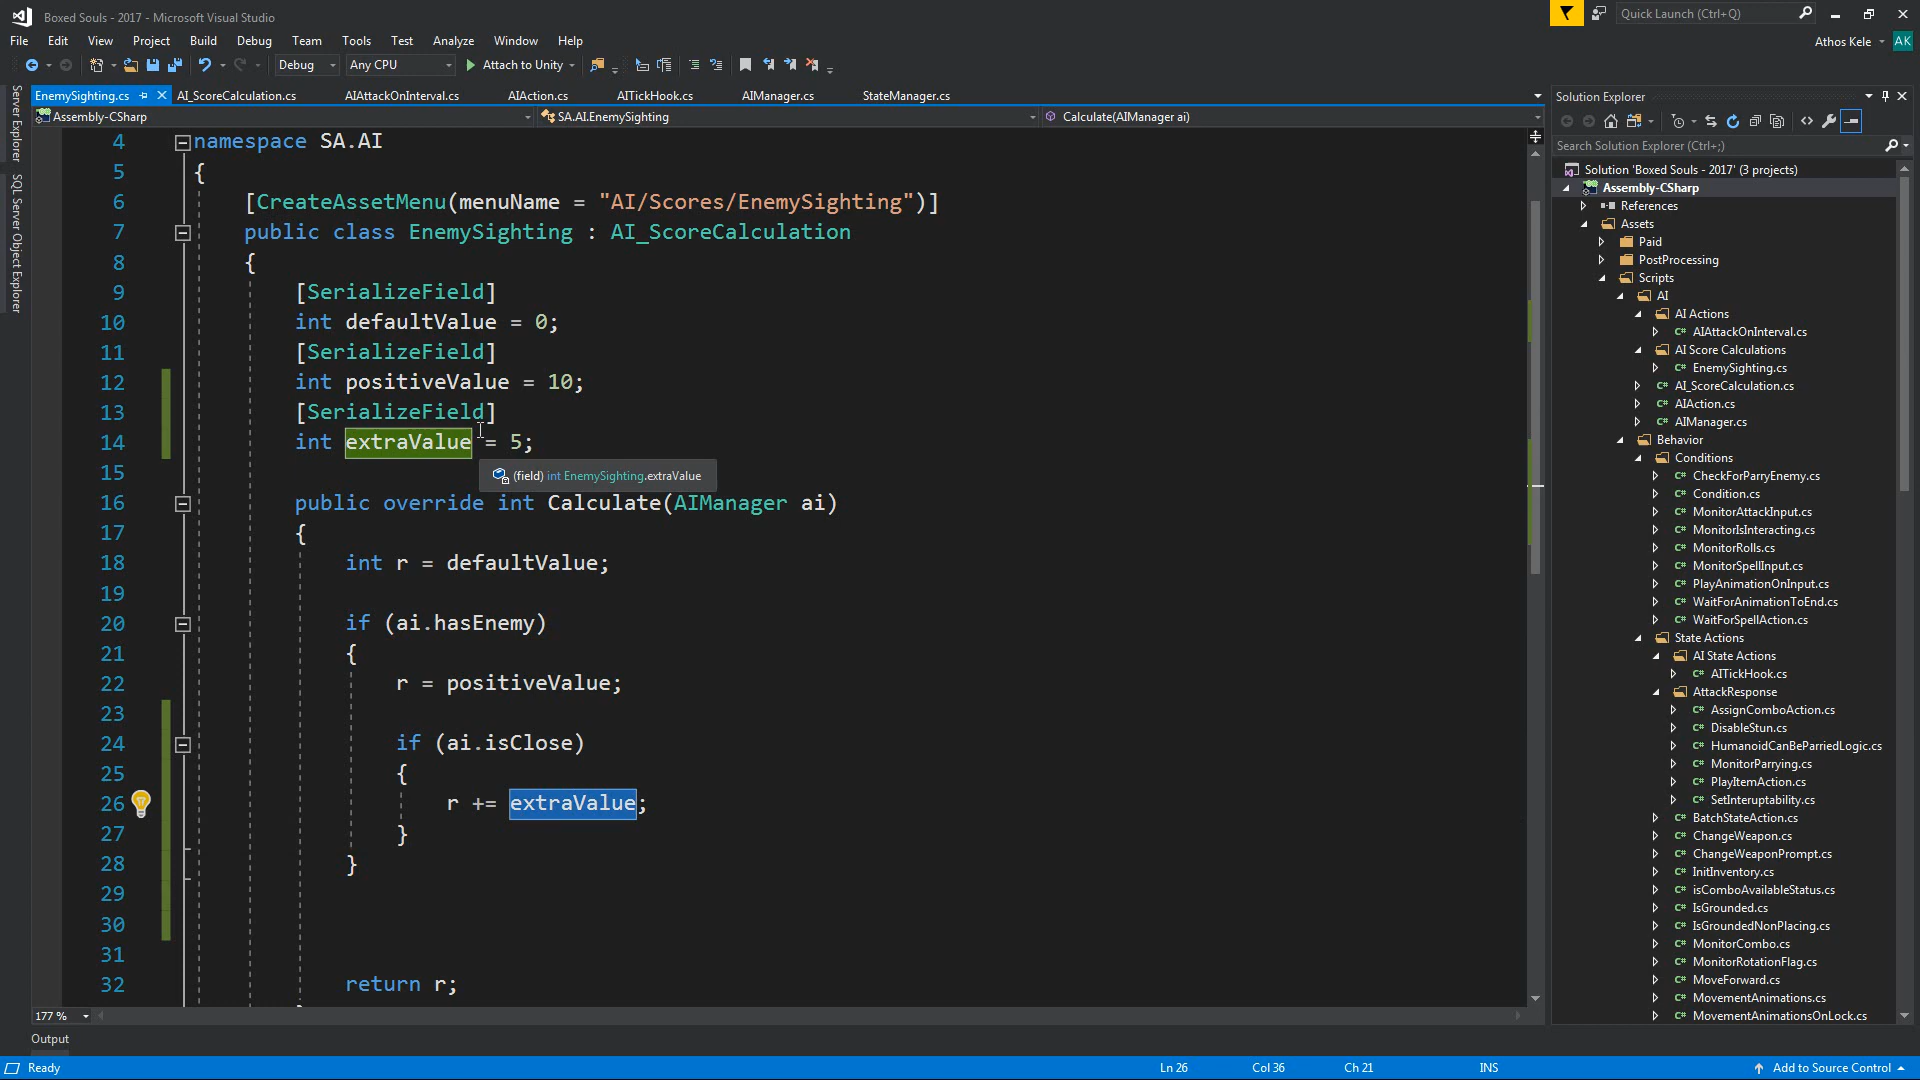 Boxed Souls - 2017 - Microsoft Visual Studio
Quick Launch (Ctrl+Q)
File Edit View Project Build Debug Team Tools Test Analyze Window Help
Athos Kele AK
Debug Any CPU Attach to Unity
EnemySighting.cs AI_ScoreCalculation.cs AIAttackOnInterval.cs AIAction.cs AITickHook.cs AIManager.cs StateManager.cs
Assembly-CSharp SA.AI.EnemySighting Calculate(AIManager ai)
Server Explorer
SQL Server Object Explorer
4 namespace SA.AI
5 {
6 [CreateAssetMenu(menuName = "AI/Scores/EnemySighting")]
7 public class EnemySighting : AI_ScoreCalculation
8 {
9 [SerializeField]
10 int defaultValue = 0;
11 [SerializeField]
12 int positiveValue = 10;
13 [SerializeField]
14 int extraValue = 5;
15
(field) int EnemySighting.extraValue
16 public override int Calculate(AIManager ai)
17 {
18 int r = defaultValue;
19
20 if (ai.hasEnemy)
21 {
22 r = positiveValue;
23
24 if (ai.isClose)
25 {
26 r += extraValue;
27 }
28 }
29
30
31
32 return r;
177 %
Output
Ready
Ln 26 Col 36 Ch 21 INS
Add to Source Control
Solution Explorer
Search Solution Explorer (Ctrl+;)
Solution 'Boxed Souls - 2017' (3 projects)
Assembly-CSharp
References
Assets
Paid
PostProcessing
Scripts
AI
AI Actions
C# AIAttackOnInterval.cs
AI Score Calculations
C# EnemySighting.cs
C# AI_ScoreCalculation.cs
C# AIAction.cs
C# AIManager.cs
Behavior
Conditions
C# CheckForParryEnemy.cs
C# Condition.cs
C# MonitorAttackInput.cs
C# MonitorIsInteracting.cs
C# MonitorRolls.cs
C# MonitorSpellInput.cs
C# PlayAnimationOnInput.cs
C# WaitForAnimationToEnd.cs
C# WaitForSpellAction.cs
State Actions
AI State Actions
C# AITickHook.cs
AttackResponse
C# AssignComboAction.cs
C# DisableStun.cs
C# HumanoidCanBeParriedLogic.cs
C# MonitorParrying.cs
C# PlayItemAction.cs
C# SetInteruptability.cs
C# BatchStateAction.cs
C# ChangeWeapon.cs
C# ChangeWeaponPrompt.cs
C# InitInventory.cs
C# isComboAvailableStatus.cs
C# IsGrounded.cs
C# IsGroundedNonPlacing.cs
C# MonitorCombo.cs
C# MonitorRotationFlag.cs
C# MoveForward.cs
C# MovementAnimations.cs
C# MovementAnimationsOnLock.cs